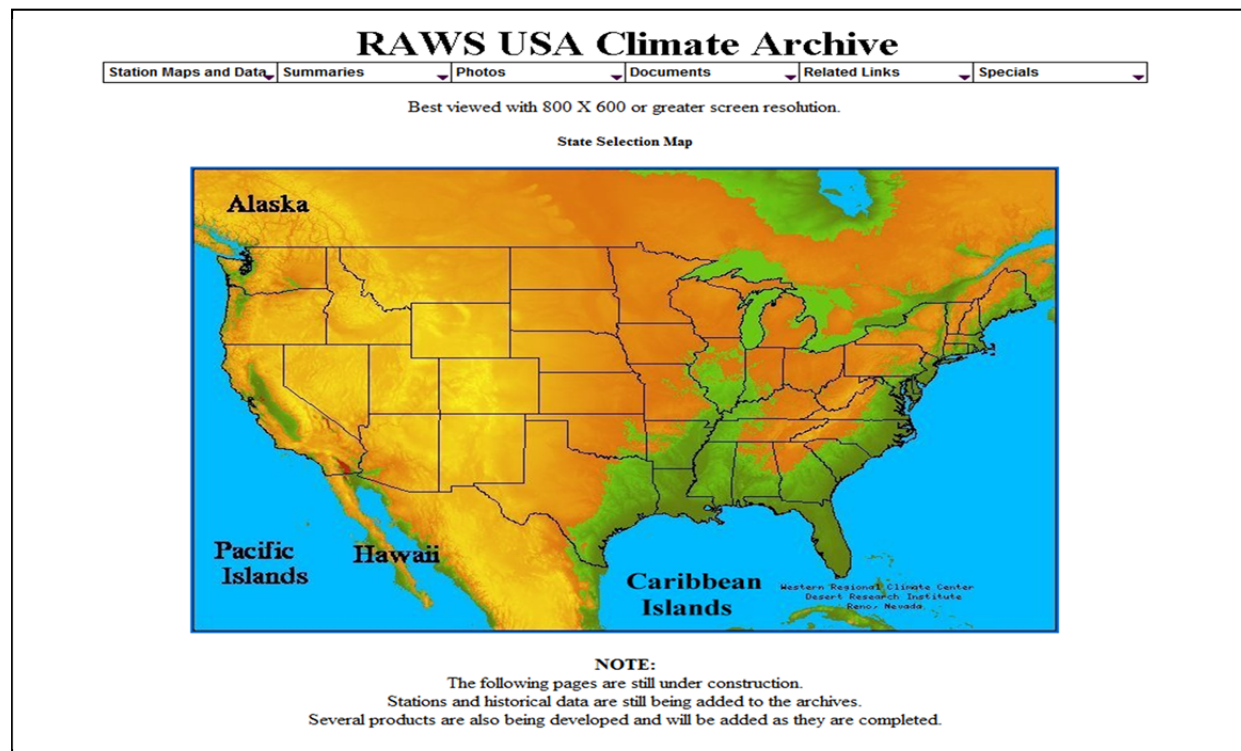 RAWS USA Climate Archive
Station Maps and Data Summaries Photos Documents Related Links Specials
Best viewed with 800 X 600 or greater screen resolution.
State Selection Map
Alaska
Pacific
Islands
Hawaii
Caribbean
Islands
Western Regional Climate Center
Desert Research Institute
Reno, Nevada
NOTE:
The following pages are still under construction.
Stations and historical data are still being added to the archives.
Several products are also being developed and will be added as they are completed.